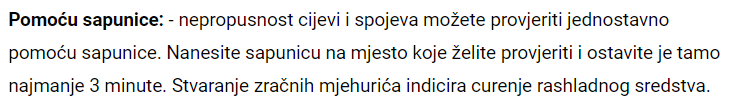 Pomoću sapunice: - nepropusnost cijevi i spojeva možete provjeriti jednostavno
pomoću sapunice. Nanesite sapunicu na mjesto koje želite provjeriti i ostavite je tamo
najmanje 3 minute. Stvaranje zračnih mjehurića indicira curenje rashladnog sredstva.